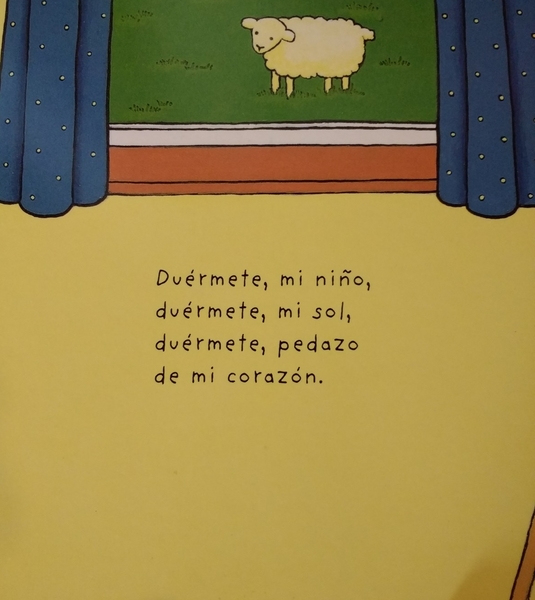 Duérmete, mi niño,
duérmete, mi sol,
duérmete, pedazo
de mi corazón.